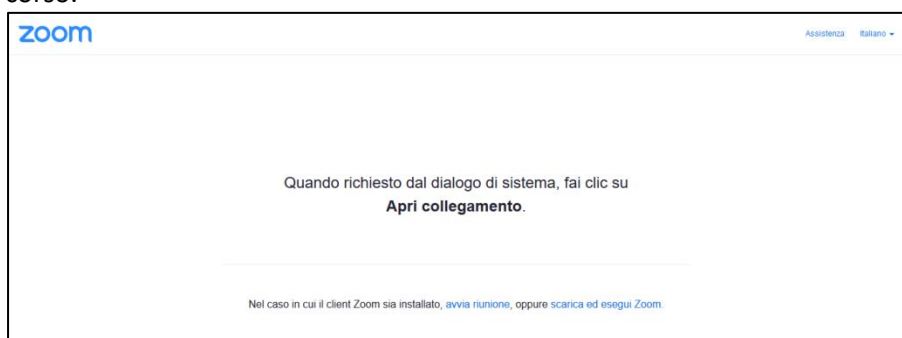 corso.
zoom
Assistenza Italiano
Quando richiesto dal dialogo di sistema, fai clic su
Apri collegamento.
Nel caso in cui il client Zoom sia installato, avvia riunione, oppure scarica ed esegui Zoom.